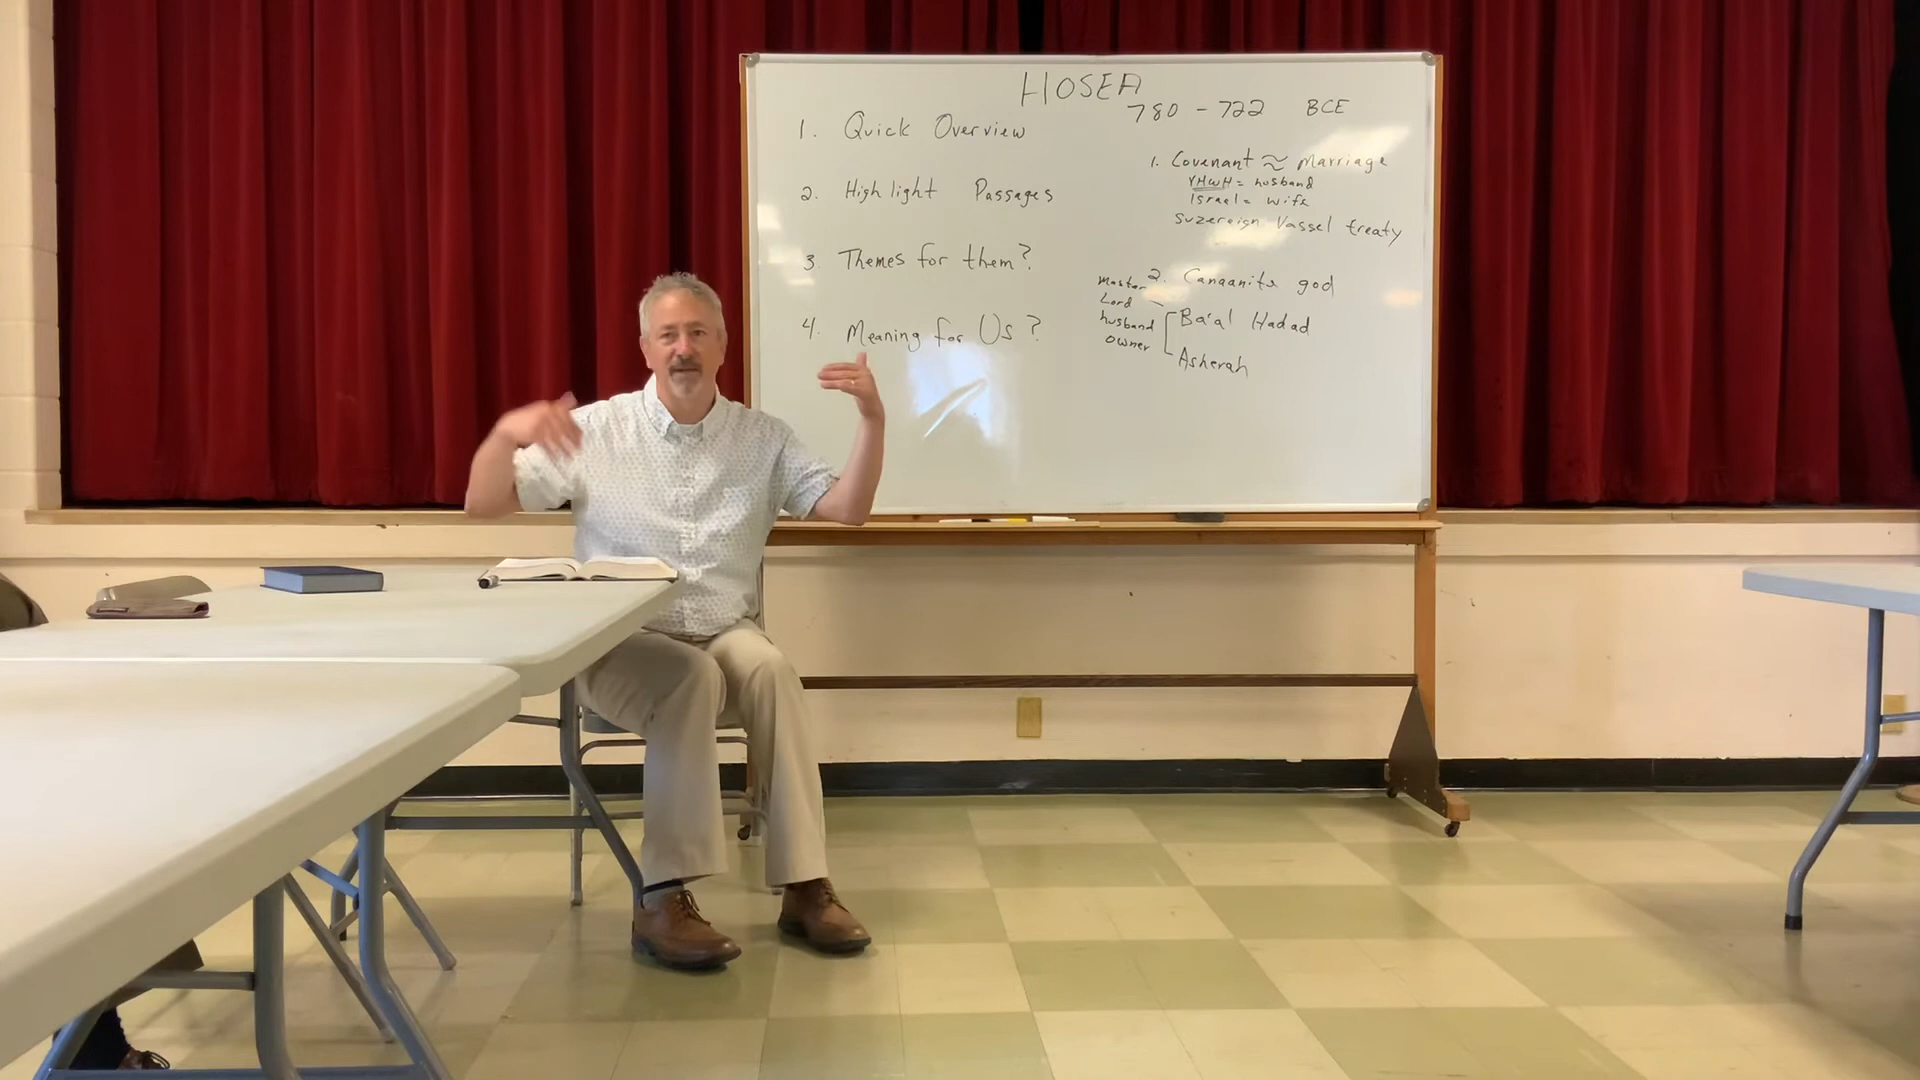 HOSEA
780 - 722 BCE
1. Quick Overview
2. Highlight Passages
3. Themes for them?
4. Meaning for Us?
1. Covenant ≈ marriage
YHWH = husband
Israel = wife
Suzereign Vassel treaty
2. Canaanite god
Master
Lord
husband
owner
Ba'al Hadad
Asherah